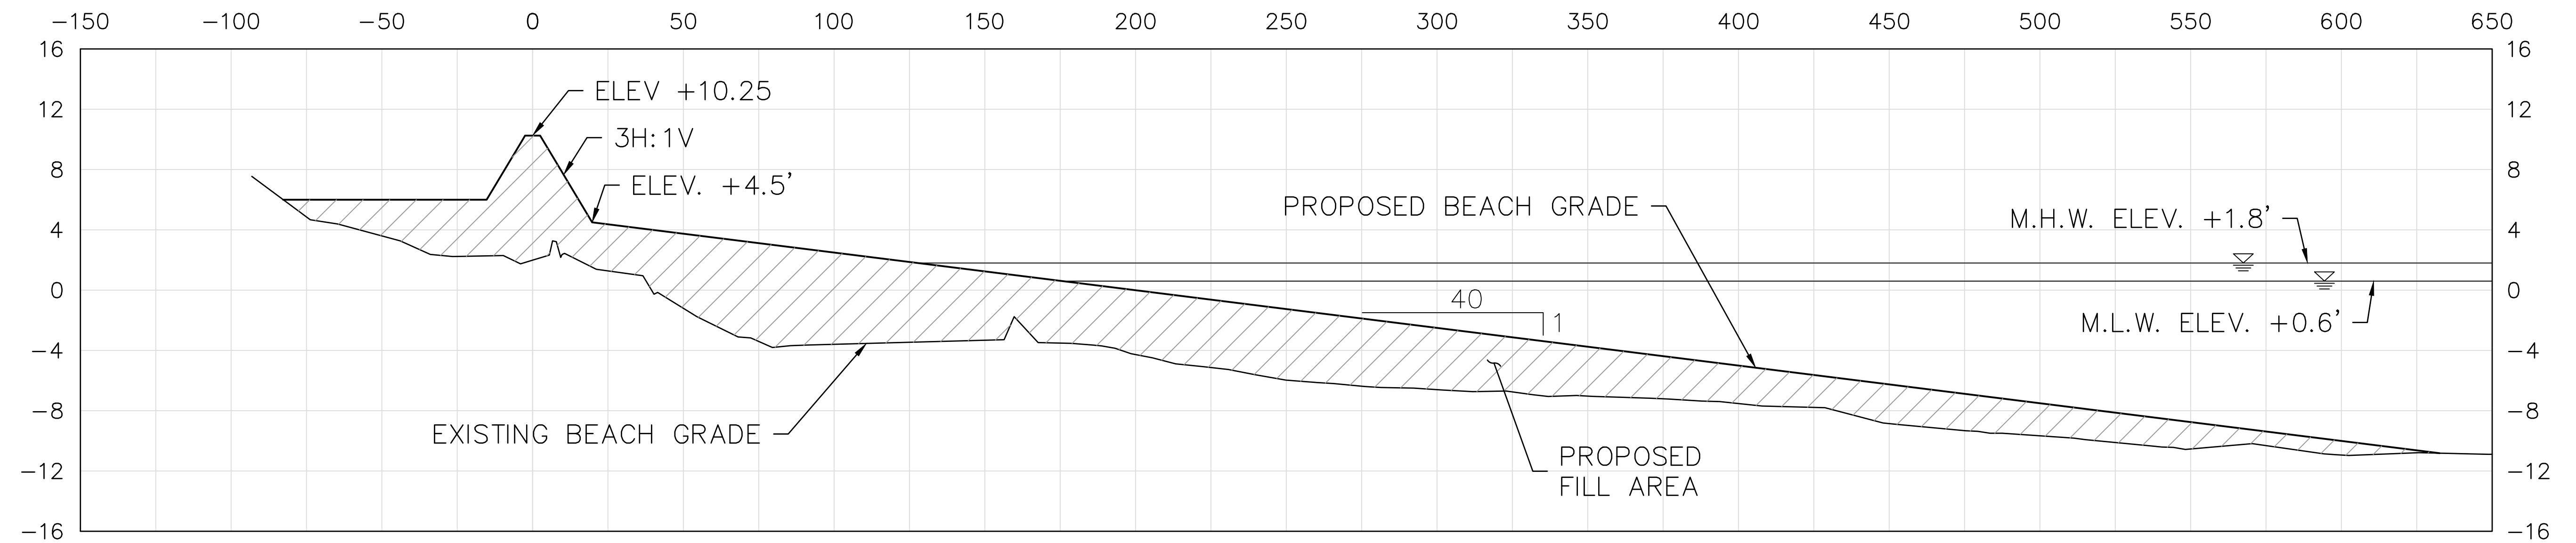 −150 −100 −50 0 50 100 150 200 250 300 350 400 450 500 550 600 650
16 16
12 12
8 8
4 4
0 0
−4 −4
−8 −8
−12 −12
−16 −16
ELEV +10.25
3H:1V
ELEV. +4.5'
PROPOSED BEACH GRADE
M.H.W. ELEV. +1.8'
40
1
M.L.W. ELEV. +0.6'
EXISTING BEACH GRADE
PROPOSED
FILL AREA